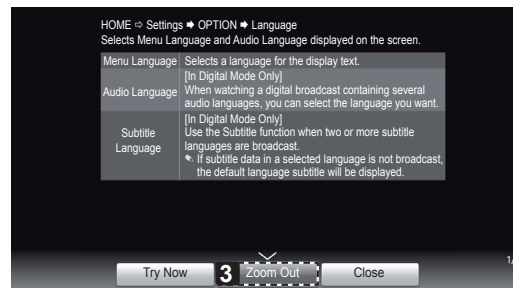 HOME ⇨ Settings ➡ OPTION ➡ Language
Selects Menu Language and Audio Language displayed on the screen.
Menu Language Selects a language for the display text.
Audio Language [In Digital Mode Only]
When watching a digital broadcast containing several
audio languages, you can select the language you want.
Subtitle
Language
[In Digital Mode Only]
Use the Subtitle function when two or more subtitle
languages are broadcast.
If subtitle data in a selected language is not broadcast,
the default language subtitle will be displayed.
Try Now 3 Zoom Out Close
1/